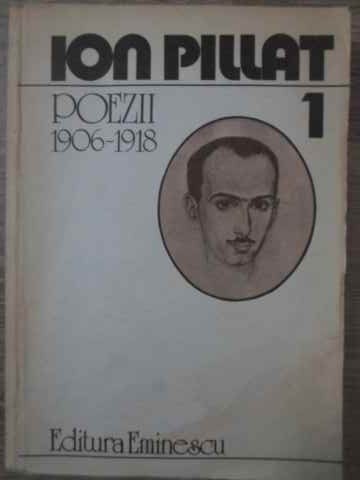 ION PILLAT
POEZII
1906-1918
1
Editura Eminescu